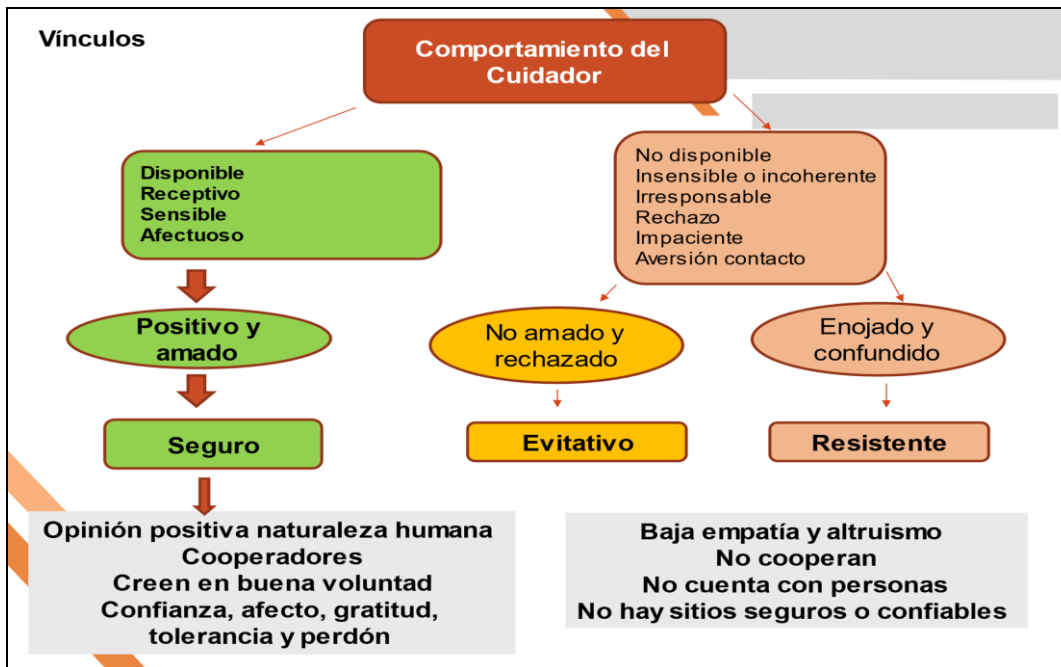 Vínculos
Comportamiento del
Cuidador
Disponible
Receptivo
Sensible
Afectuoso
No disponible
Insensible o incoherente
Irresponsable
Rechazo
Impaciente
Aversión contacto
Positivo y
amado
No amado y
rechazado
Enojado y
confundido
Seguro
Evitativo
Resistente
Opinión positiva naturaleza humana
Cooperadores
Creen en buena voluntad
Confianza, afecto, gratitud,
tolerancia y perdón
Baja empatía y altruismo
No cooperan
No cuenta con personas
No hay sitios seguros o confiables